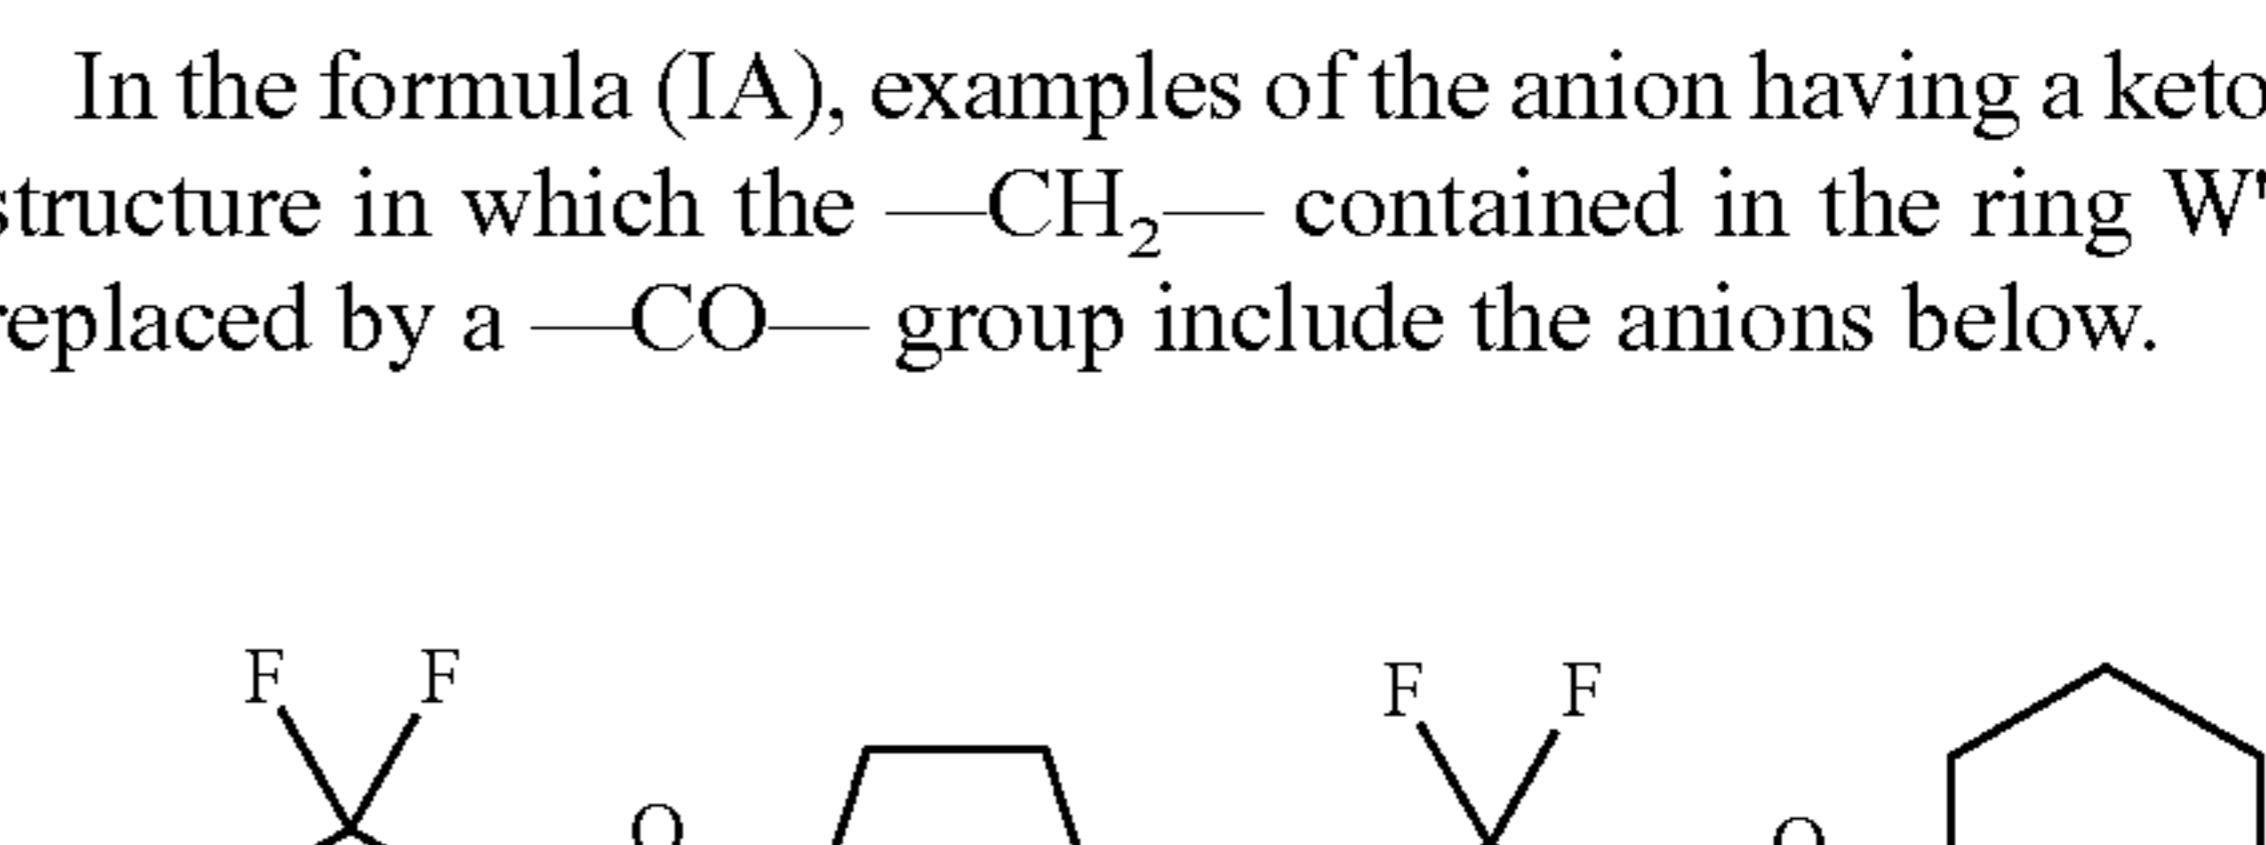 In the formula (IA), examples of the anion having a keto
structure in which the —CH₂— contained in the ring W'
replaced by a —CO— group include the anions below.
F F F F
O O